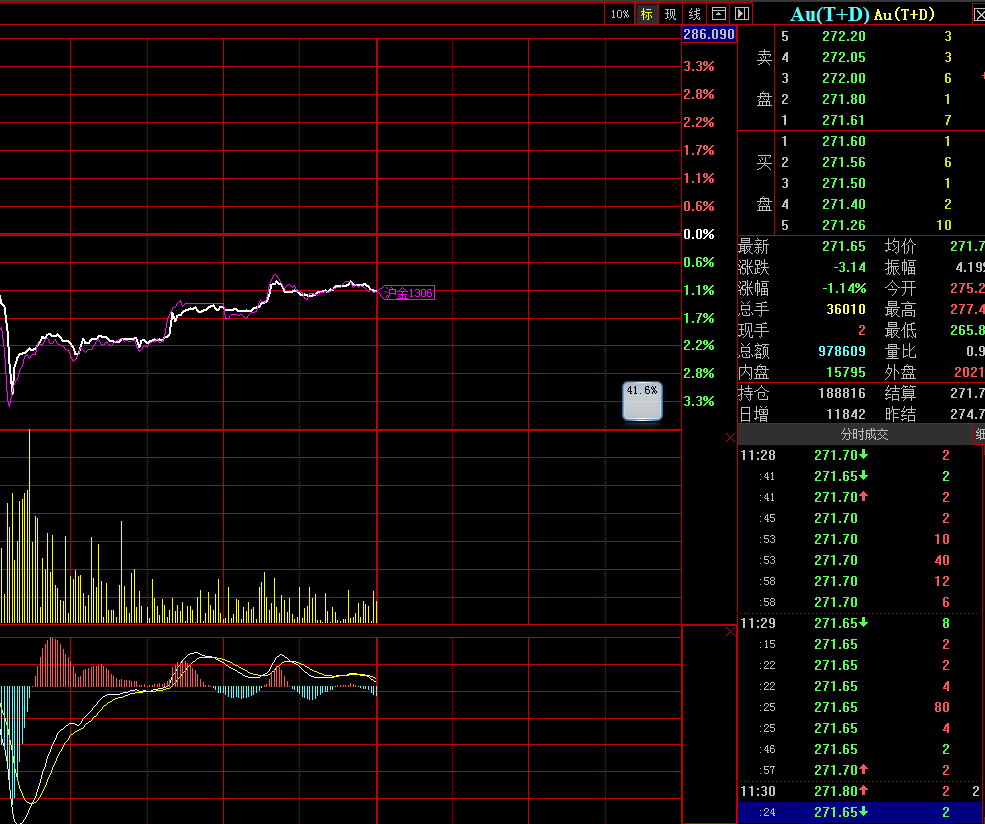 10% 标 现 线 Au(T+D) Au(T+D)
286.090
3.3%
2.8%
2.2%
1.7%
1.1%
0.6%
0.0%
0.6%
1.1%
1.7%
2.2%
2.8%
3.3%
沪金1306
41.6%
卖盘
5 272.20 3
4 272.05 3
3 272.00 6
2 271.80 1
1 271.61 7
买盘
1 271.60 1
2 271.56 6
3 271.50 1
4 271.40 2
5 271.26 10
最新 271.65 均价 271.7
涨跌 -3.14 振幅 4.19
涨幅 -1.14% 今开 275.2
总手 36010 最高 277.4
现手 2 最低 265.8
总额 978609 量比 0.9
内盘 15795 外盘 2021
持仓 188816 结算 271.7
日增 11842 昨结 274.7
分时成交 细
11:28 271.70↓ 2
:41 271.65↓ 2
:41 271.70↑ 2
:45 271.70 2
:53 271.70 10
:53 271.70 40
:58 271.70 12
:58 271.70 6
11:29 271.65↓ 8
:15 271.65 2
:22 271.65 2
:22 271.65 4
:25 271.65 80
:25 271.65 4
:46 271.65 2
:57 271.70↑ 2
11:30 271.80↑ 2 2
:24 271.65↓ 2